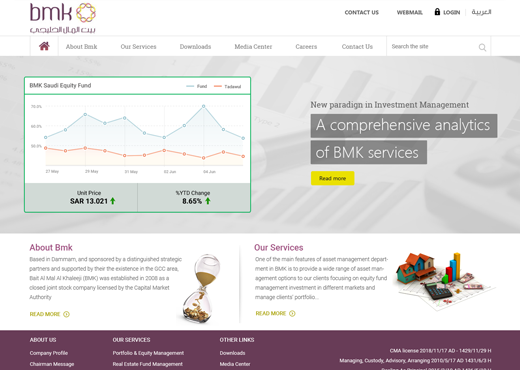 bmk
بيت المال الخليجي
CONTACT US
WEBMAIL
LOGIN
العربية
About Bmk
Our Services
Downloads
Media Center
Careers
Contact Us
Search the site
BMK Saudi Equity Fund
Fund
Tadawul
27 May
29 May
31 May
02 Jun
04 Jun
Unit Price
SAR 13.021
%YTD Change
8.65%
New paradign in Investment Management
A comprehensive analytics
of BMK services
Read more
About Bmk
Based in Dammam, and sponsored by a distinguished strategic
partners and supported by their the existence in the GCC area,
Bait Al Mal Al Khaleeji (BMK) was established in 2008 as a
closed joint stock company licensed by the Capital Market
Authority
READ MORE
Our Services
One of the main features of asset management depart-
ment in BMK is to provide a wide range of asset man-
agement options to our clients focusing on equity fund
management investment in different markets and
manage clients' portfolio...
READ MORE
ABOUT US
Company Profile
Chairman Message
OUR SERVICES
Portfolio & Equity Management
Real Estate Fund Management
OTHER LINKS
Downloads
Media Center
CMA license 2018/11/17 AD - 1429/11/29 H
Managing, Custody, Advisory, Arranging 2010/5/17 AD 1431/6/3 H